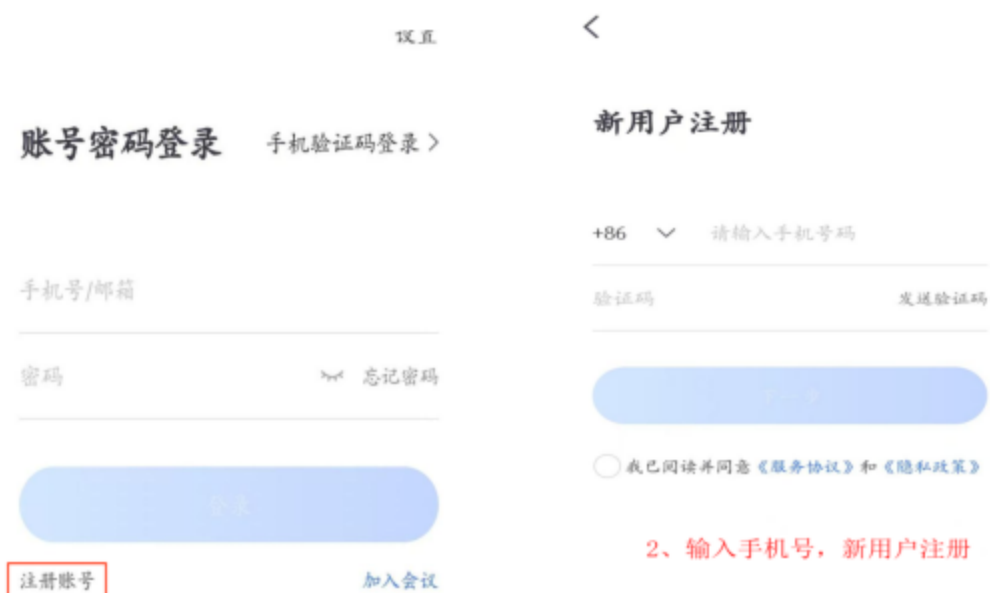 设置
账号密码登录 手机验证码登录
手机号/邮箱
密码 忘记密码
登录
注册账号 加入会议
新用户注册
+86 请输入手机号码
验证码 发送验证码
下一步
我已阅读并同意《服务协议》和《隐私政策》
2、输入手机号，新用户注册